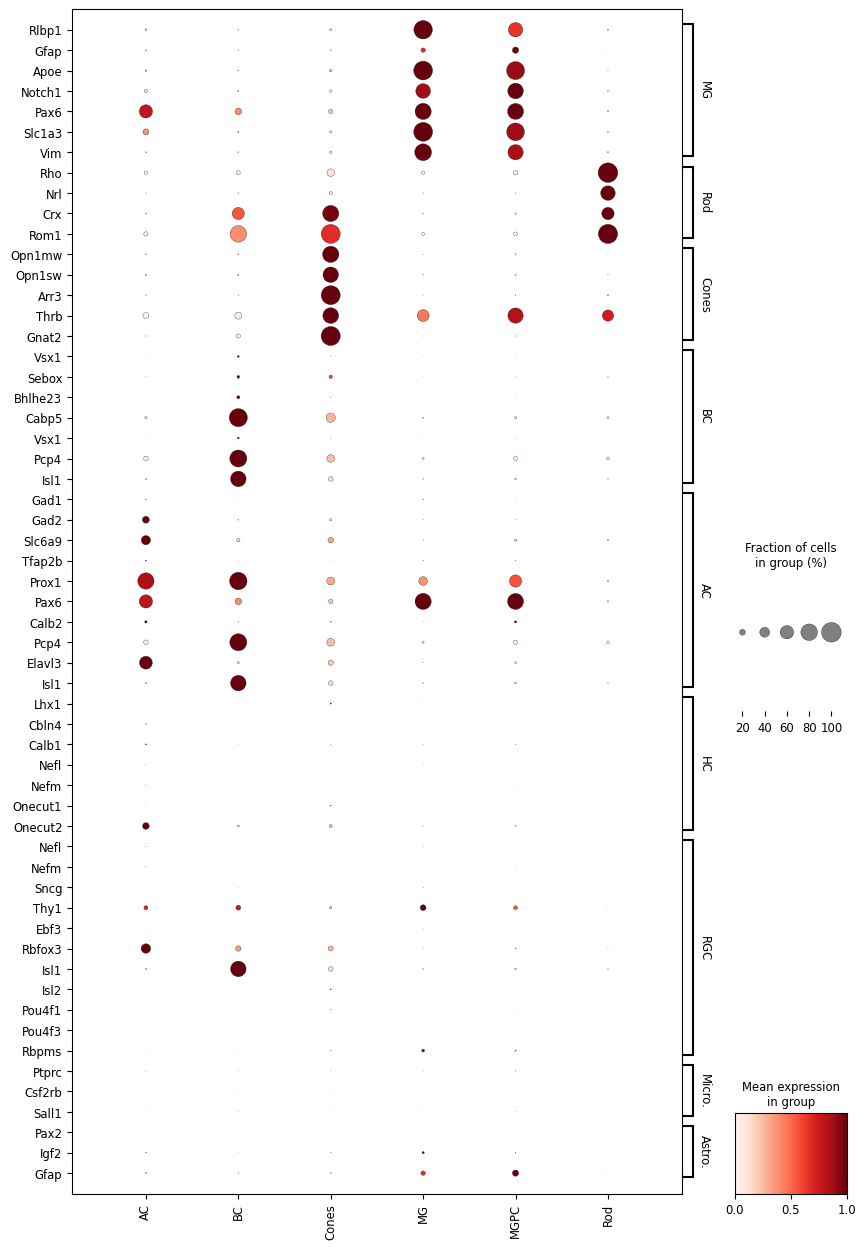 Rlbp1
Gfap
Apoe
Notch1
Pax6
Slc1a3
Vim
MG
Rho
Nrl
Crx
Rom1
Rod
Opn1mw
Opn1sw
Arr3
Thrb
Gnat2
Cones
Vsx1
Sebox
Bhlhe23
Cabp5
Vsx1
Pcp4
Isl1
BC
Gad1
Gad2
Slc6a9
Tfap2b
Prox1
Pax6
Calb2
Pcp4
Elavl3
Isl1
AC
Lhx1
Cbln4
Calb1
Nefl
Nefm
Onecut1
Onecut2
HC
Nefl
Nefm
Sncg
Thy1
Ebf3
Rbfox3
Isl1
Isl2
Pou4f1
Pou4f3
Rbpms
RGC
Ptprc
Csf2rb
Sall1
Micro.
Pax2
Igf2
Gfap
Astro.
AC
BC
Cones
MG
MGPC
Rod
Fraction of cells
in group (%)
20 40 60 80 100
Mean expression
in group
0.0 0.5 1.0